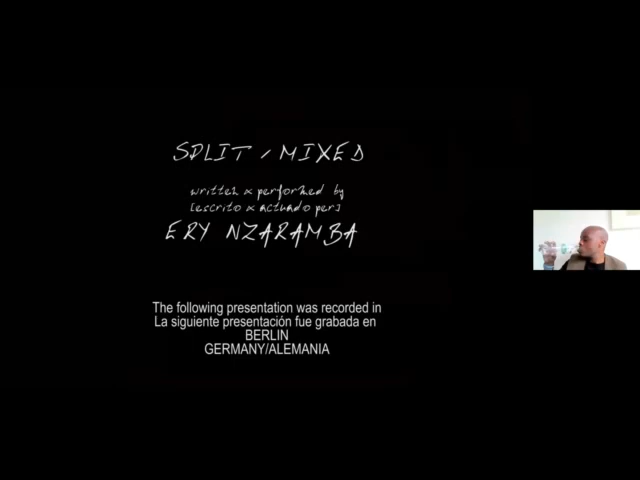 SPLIT / MIXED
written x performed by
[escrito x actuado per]
ERY NZARAMBA
The following presentation was recorded in
La siguiente presentación fue grabada en
BERLIN
GERMANY/ALEMANIA